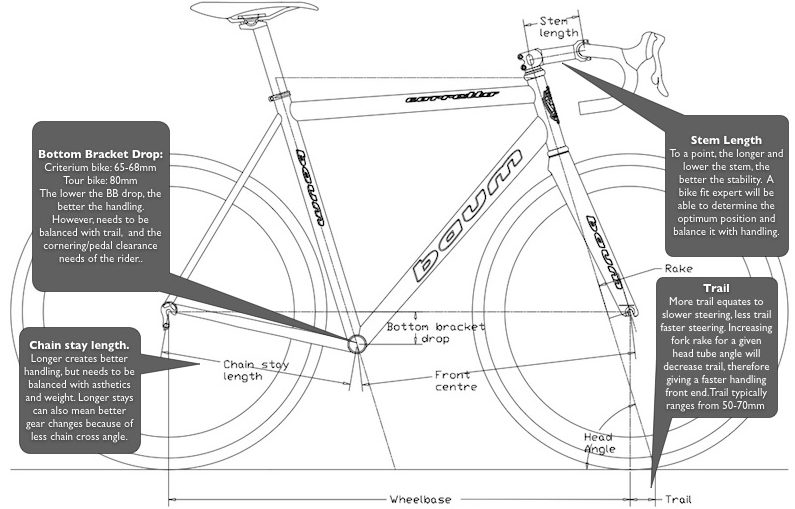 Stem
length
corretto
Stem Length
To a point, the longer and
lower the stem, the
better the stability. A
bike fit expert will be
able to determine the
optimum position and
balance it with handling.
Bottom Bracket Drop:
Criterium bike: 65-68mm
Tour bike: 80mm
The lower the BB drop, the
better the handling.
However, needs to be
balanced with trail, and the
cornering/pedal clearance
needs of the rider..
baum
baum
baum
Rake
Trail
More trail equates to
slower steering, less trail
faster steering. Increasing
fork rake for a given
head tube angle will
decrease trail, therefore
giving a faster handling
front end.Trail typically
ranges from 50-70mm
Bottom bracket
drop
Chain stay length.
Longer creates better
handling, but needs to be
balanced with asthetics
and weight. Longer stays
can also mean better
gear changes because of
less chain cross angle.
Chain stay
length
Front
centre
Head
Angle
Wheelbase
Trail